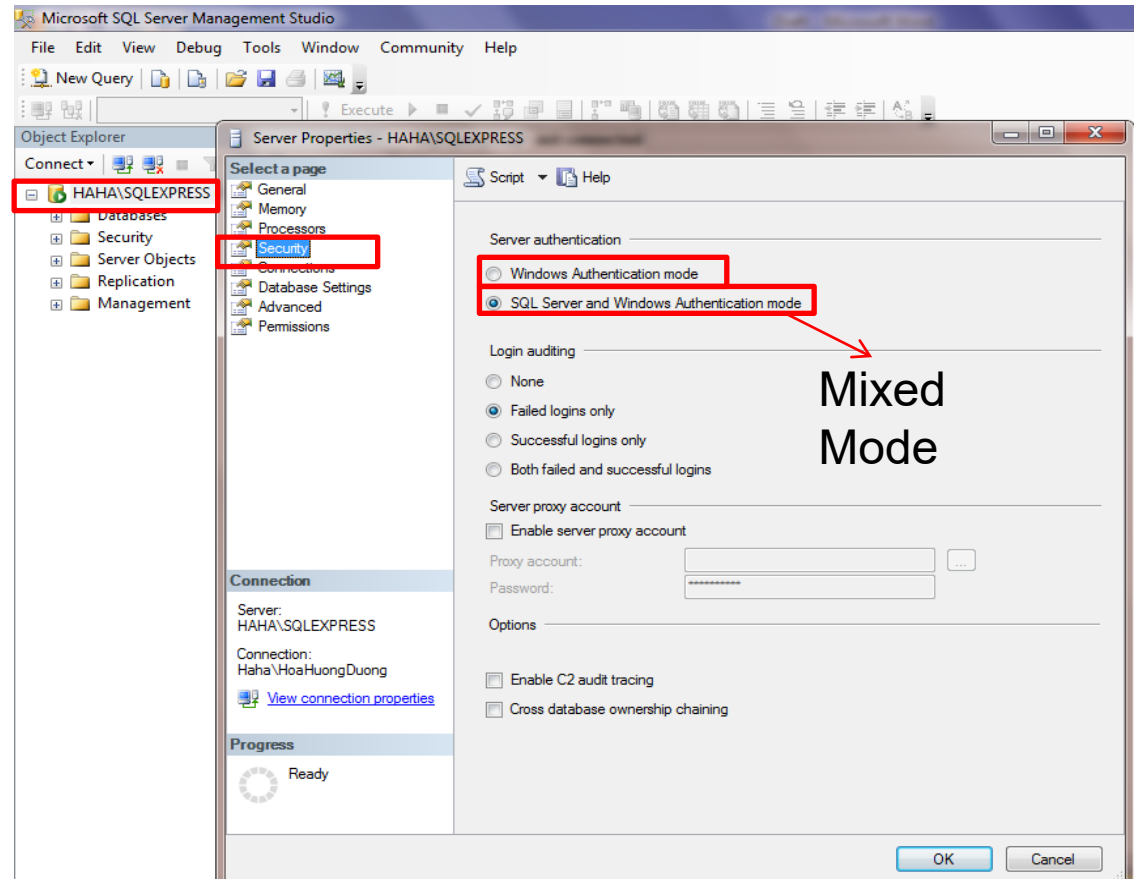 Microsoft SQL Server Management Studio
File Edit View Debug Tools Window Community Help
New Query
Execute
Object Explorer
Connect
HAHA\SQLEXPRESS
Databases
Security
Server Objects
Replication
Management
Server Properties - HAHA\SQLEXPRESS
Select a page
General
Memory
Processors
Security
Connections
Database Settings
Advanced
Permissions
Connection
Server:
HAHA\SQLEXPRESS
Connection:
Haha\HoaHuongDuong
View connection properties
Progress
Ready
Script Help
Server authentication
Windows Authentication mode
SQL Server and Windows Authentication mode
Login auditing
None
Failed logins only
Successful logins only
Both failed and successful logins
Mixed
Mode
Server proxy account
Enable server proxy account
Proxy account:
...
Password:
**********
Options
Enable C2 audit tracing
Cross database ownership chaining
OK Cancel